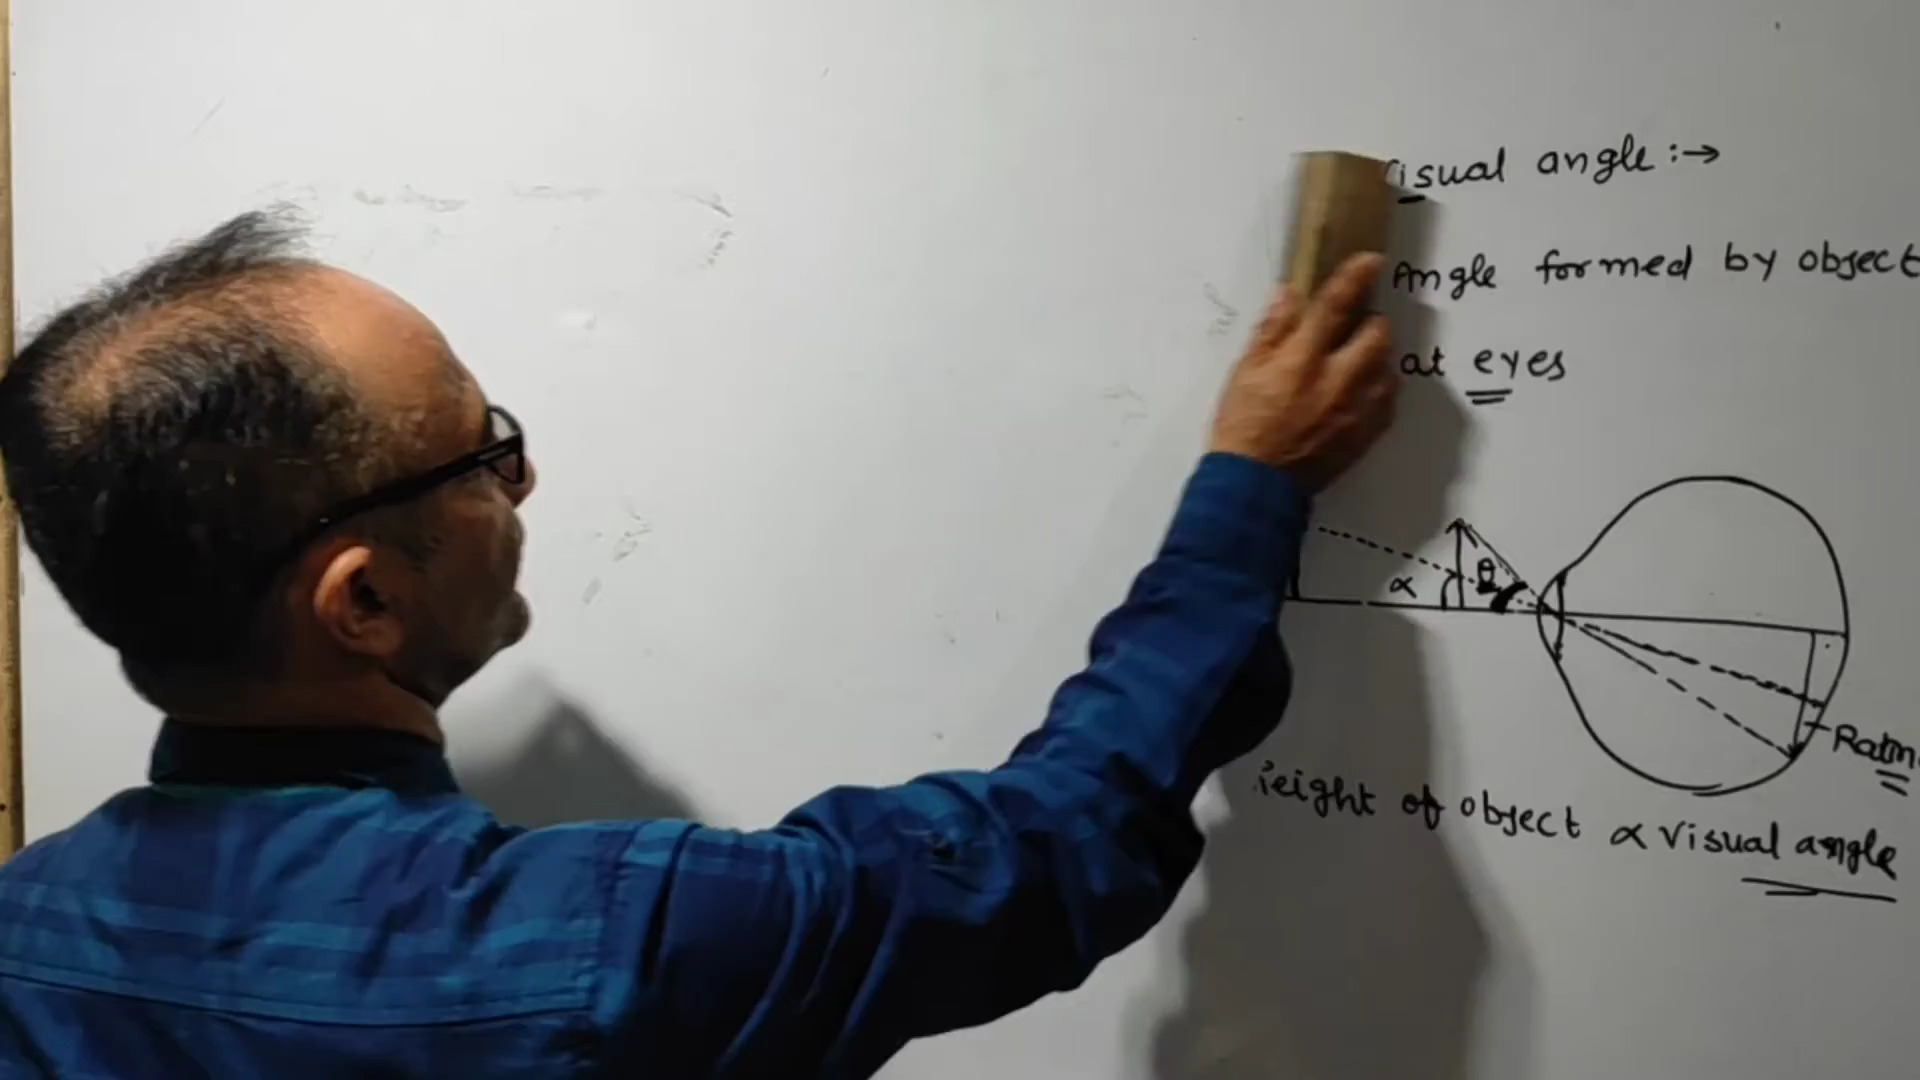 isual angle :→
Angle formed by object
at eyes
α θ
Ratin
eight of object α visual angle